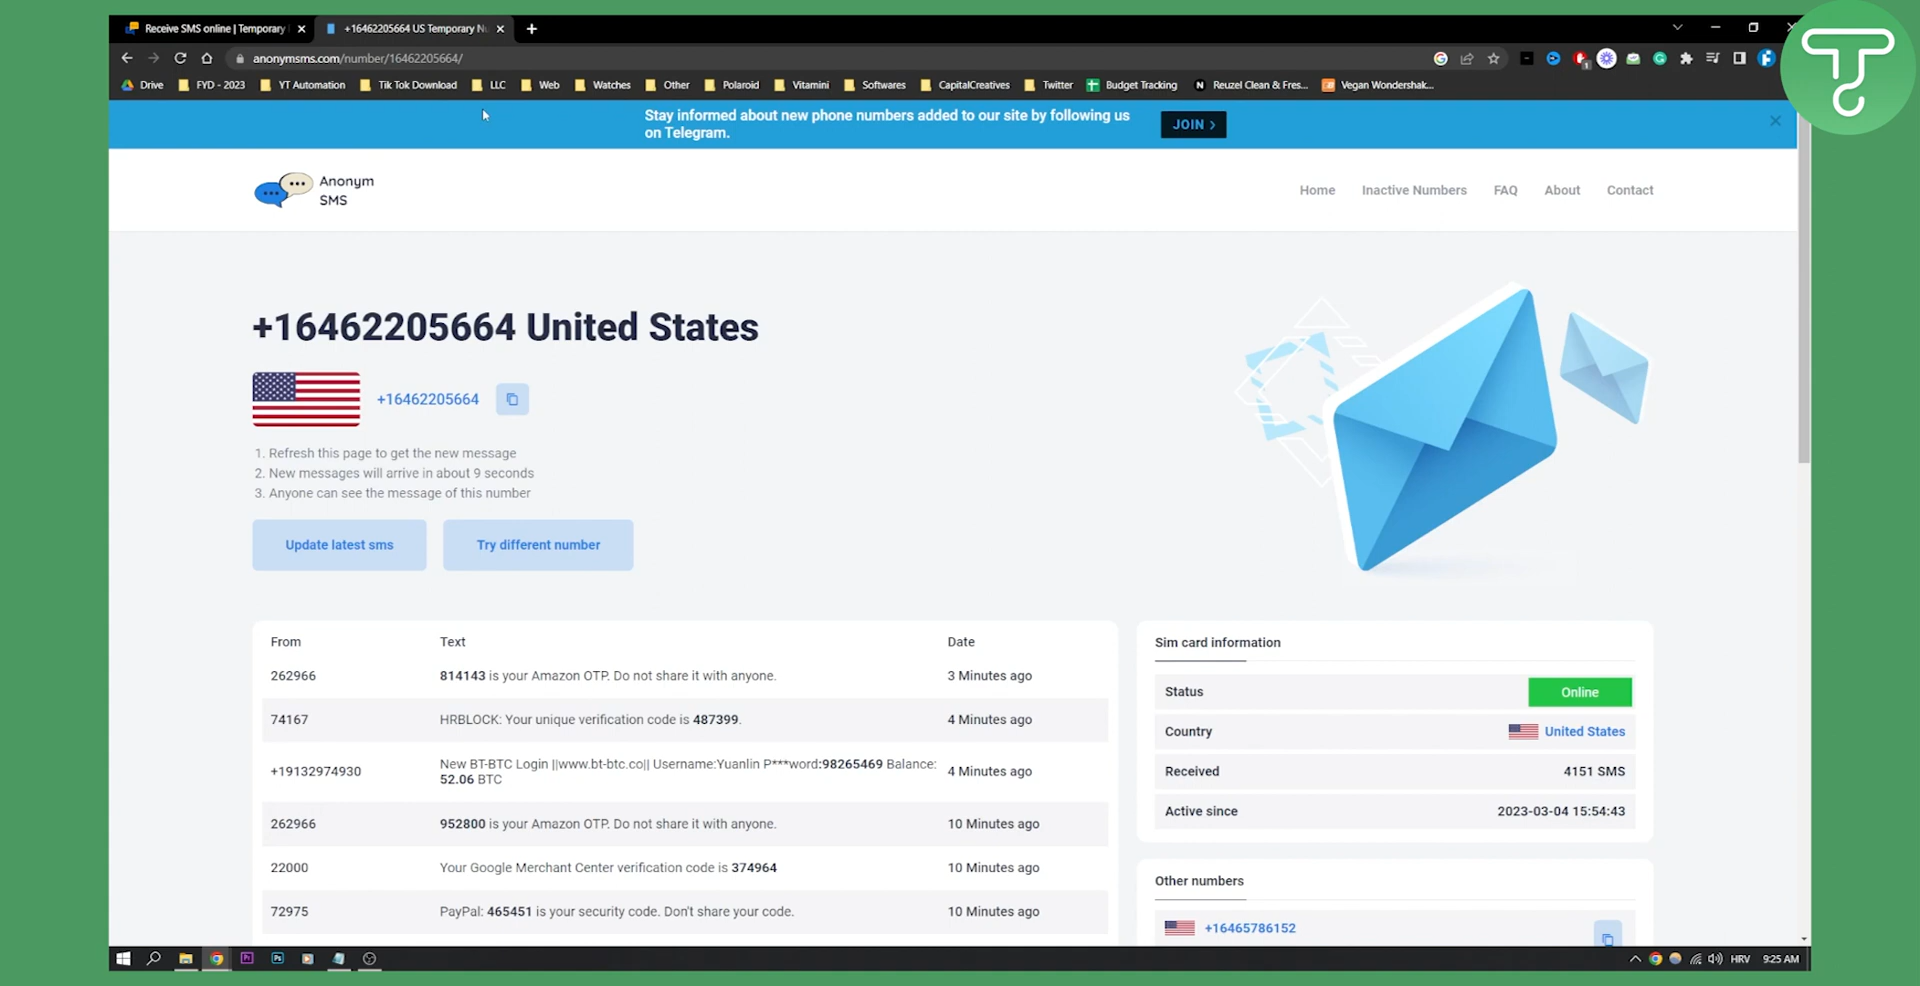 Receive SMS online | Temporary
+16462205664 US Temporary Nu
anonymsms.com/number/16462205664/
Drive
FYD - 2023
YT Automation
Tik Tok Download
LLC
Web
Watches
Other
Polaroid
Vitamini
Softwares
CapitalCreatives
Twitter
Budget Tracking
Reuzel Clean & Fres...
Vegan Wondershak...
Stay informed about new phone numbers added to our site by following us
on Telegram.
JOIN >
Anonym
SMS
Home
Inactive Numbers
FAQ
About
Contact
+16462205664 United States
+16462205664
1. Refresh this page to get the new message
2. New messages will arrive in about 9 seconds
3. Anyone can see the message of this number
Update latest sms
Try different number
From Text Date
262966 814143 is your Amazon OTP. Do not share it with anyone. 3 Minutes ago
74167 HRBLOCK: Your unique verification code is 487399. 4 Minutes ago
+19132974930 New BT-BTC Login ||www.bt-btc.co|| Username:Yuanlin P***word:98265469 Balance: 4 Minutes ago
52.06 BTC
262966 952800 is your Amazon OTP. Do not share it with anyone. 10 Minutes ago
22000 Your Google Merchant Center verification code is 374964 10 Minutes ago
72975 PayPal: 465451 is your security code. Don't share your code. 10 Minutes ago
Sim card information
Status Online
Country United States
Received 4151 SMS
Active since 2023-03-04 15:54:43
Other numbers
+16465786152
HRV
9:25 AM